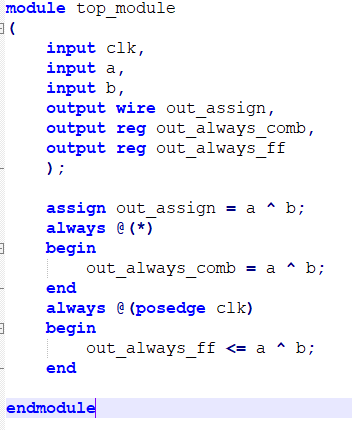 module top_module
(
    input clk,
    input a,
    input b,
    output wire out_assign,
    output reg out_always_comb,
    output reg out_always_ff
    );

    assign out_assign = a ^ b;
    always @(*)
    begin
        out_always_comb = a ^ b;
    end
    always @(posedge clk)
    begin
        out_always_ff <= a ^ b;
    end

endmodule